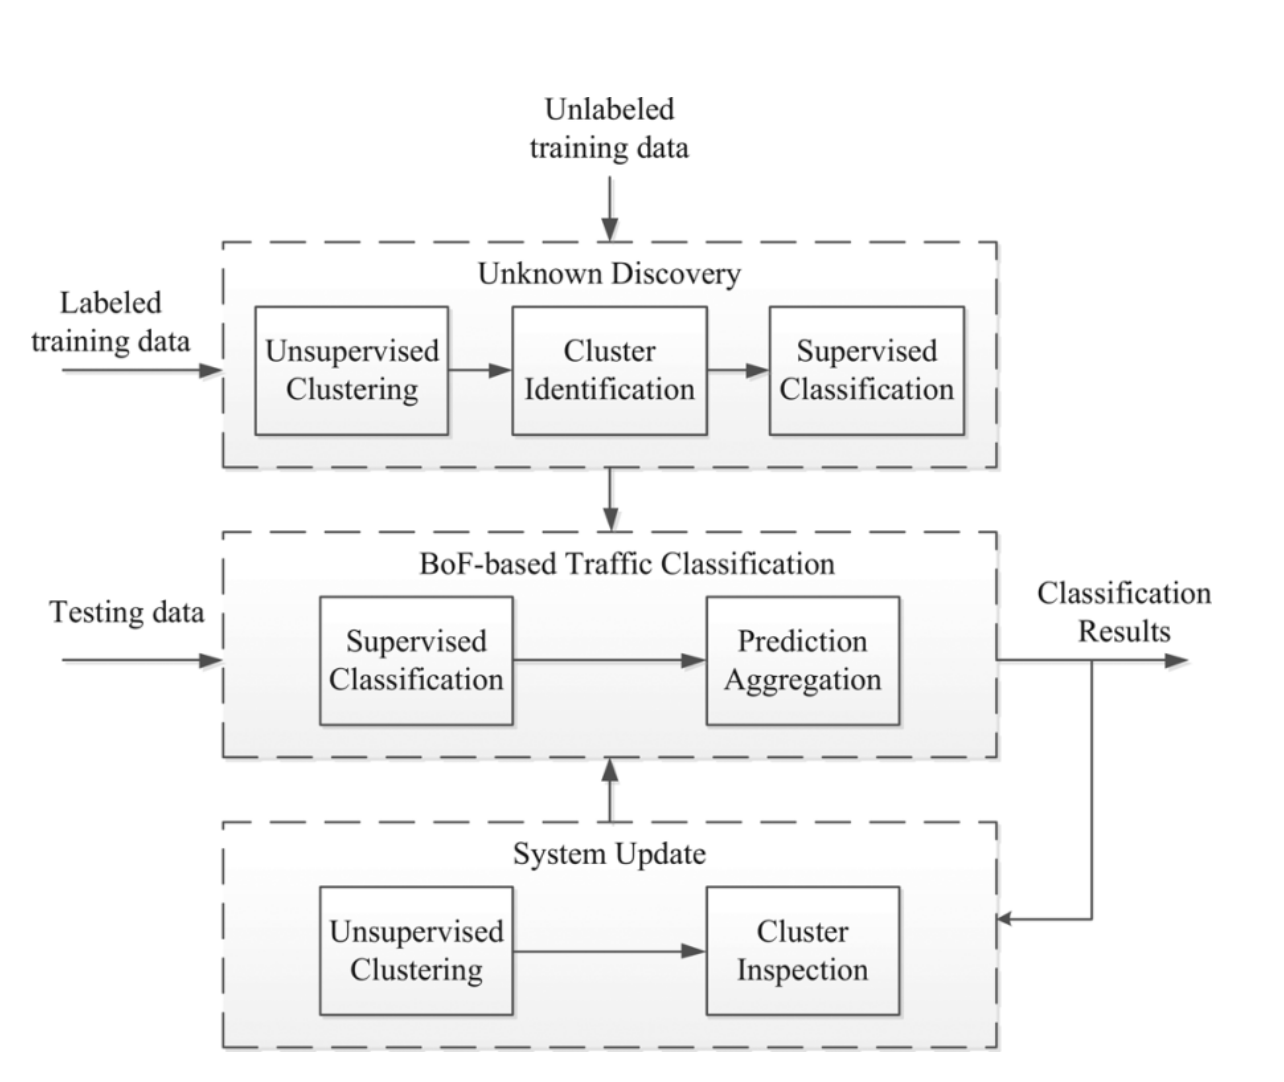 Unlabeled
training data
Unknown Discovery
Labeled
training data
Unsupervised
Clustering
Cluster
Identification
Supervised
Classification
BoF-based Traffic Classification
Testing data
Supervised
Classification
Prediction
Aggregation
Classification
Results
System Update
Unsupervised
Clustering
Cluster
Inspection